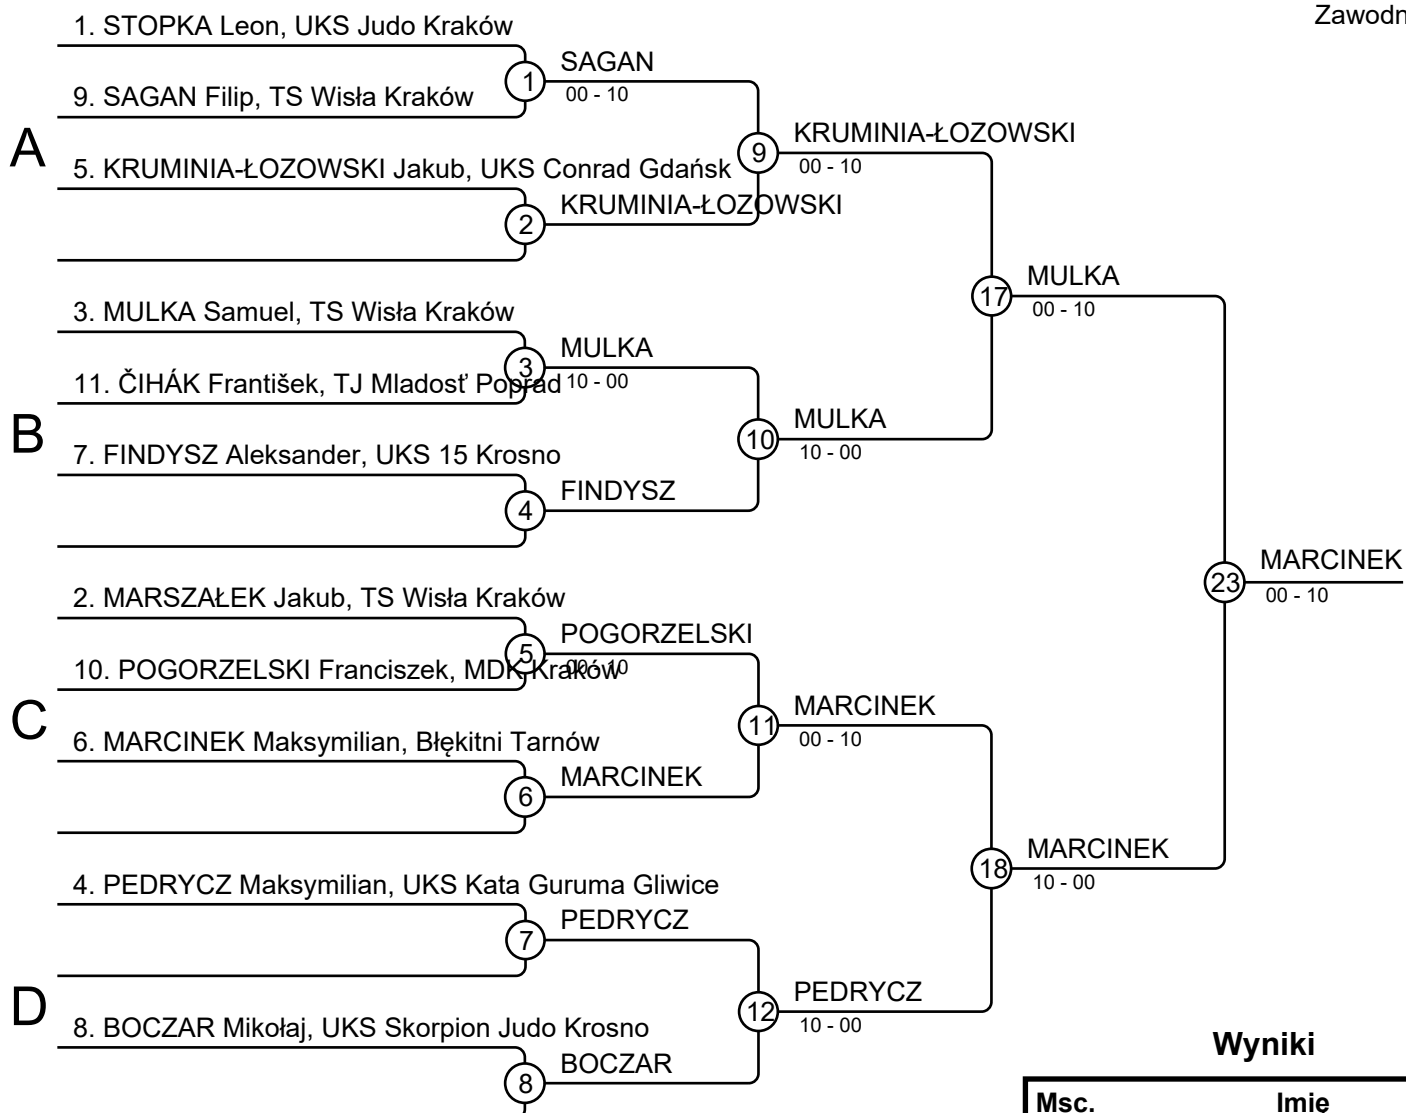 Zawodn
1. STOPKA Leon, UKS Judo Kraków
1
SAGAN
00 - 10
9. SAGAN Filip, TS Wisła Kraków
A
9
KRUMINIA-ŁOZOWSKI
00 - 10
5. KRUMINIA-ŁOZOWSKI Jakub, UKS Conrad Gdańsk
2
KRUMINIA-ŁOZOWSKI
17
MULKA
00 - 10
3. MULKA Samuel, TS Wisła Kraków
3
MULKA
10 - 00
11. ČIHÁK František, TJ Mladosť Poprad
B
10
MULKA
10 - 00
7. FINDYSZ Aleksander, UKS 15 Krosno
4
FINDYSZ
23
MARCINEK
00 - 10
2. MARSZAŁEK Jakub, TS Wisła Kraków
5
POGORZELSKI
00 - 10
10. POGORZELSKI Franciszek, MDK Kraków
C
11
MARCINEK
00 - 10
6. MARCINEK Maksymilian, Błękitni Tarnów
6
MARCINEK
18
MARCINEK
10 - 00
4. PEDRYCZ Maksymilian, UKS Kata Guruma Gliwice
7
PEDRYCZ
D
12
PEDRYCZ
10 - 00
8. BOCZAR Mikołaj, UKS Skorpion Judo Krosno
8
BOCZAR
Wyniki
Msc. Imię